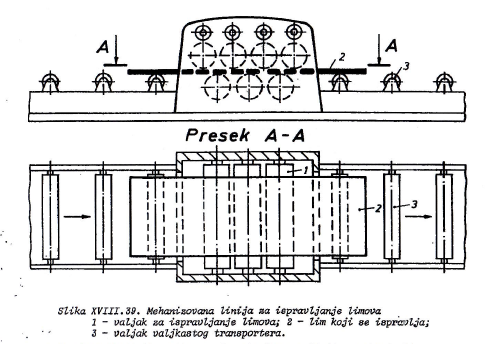 A A
2
3
Presek A-A
1
2
3
Slika XVIII.39. Mehanizovana linija za ispravljanje limova
1 - valjak za ispravljanje limova; 2 - lim koji se ispravlja;
3 - valjak valjkastog transportera.